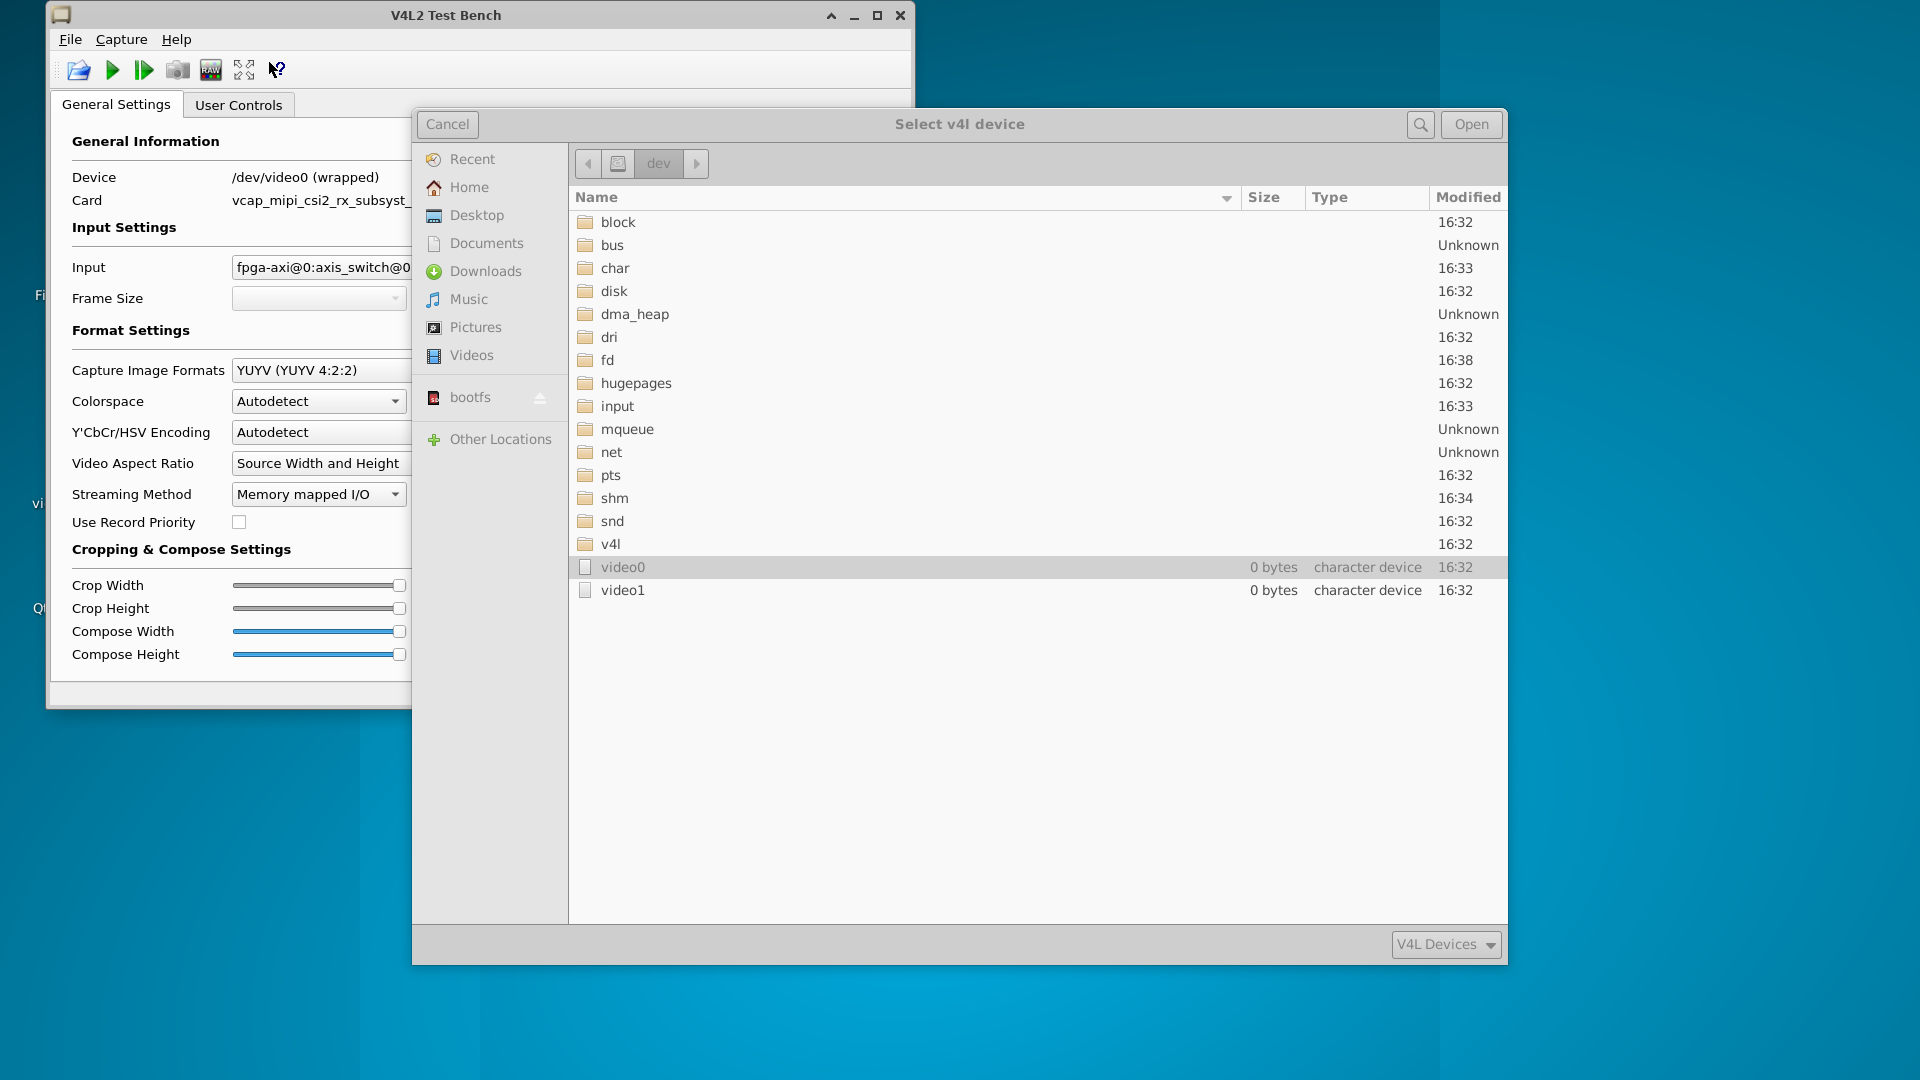 V4L2 Test Bench
File Capture Help
RAW
General Settings User Controls
General Information
Device /dev/video0 (wrapped)
Card vcap_mipi_csi2_rx_subsyst_
Input Settings
Input fpga-axi@0:axis_switch@0
Frame Size
Format Settings
Capture Image Formats YUYV (YUYV 4:2:2)
Colorspace Autodetect
Y'CbCr/HSV Encoding Autodetect
Video Aspect Ratio Source Width and Height
Streaming Method Memory mapped I/O
Use Record Priority
Cropping & Compose Settings
Crop Width
Crop Height
Compose Width
Compose Height
Fi
vi
Cancel Select v4l device Open
Recent
Home
Desktop
Documents
Downloads
Music
Pictures
Videos
bootfs
Other Locations
dev
Name Size Type Modified
block 16:32
bus Unknown
char 16:33
disk 16:32
dma_heap Unknown
dri 16:32
fd 16:38
hugepages 16:32
input 16:33
mqueue Unknown
net Unknown
pts 16:32
shm 16:34
snd 16:32
v4l 16:32
video0 0 bytes character device 16:32
video1 0 bytes character device 16:32
V4L Devices